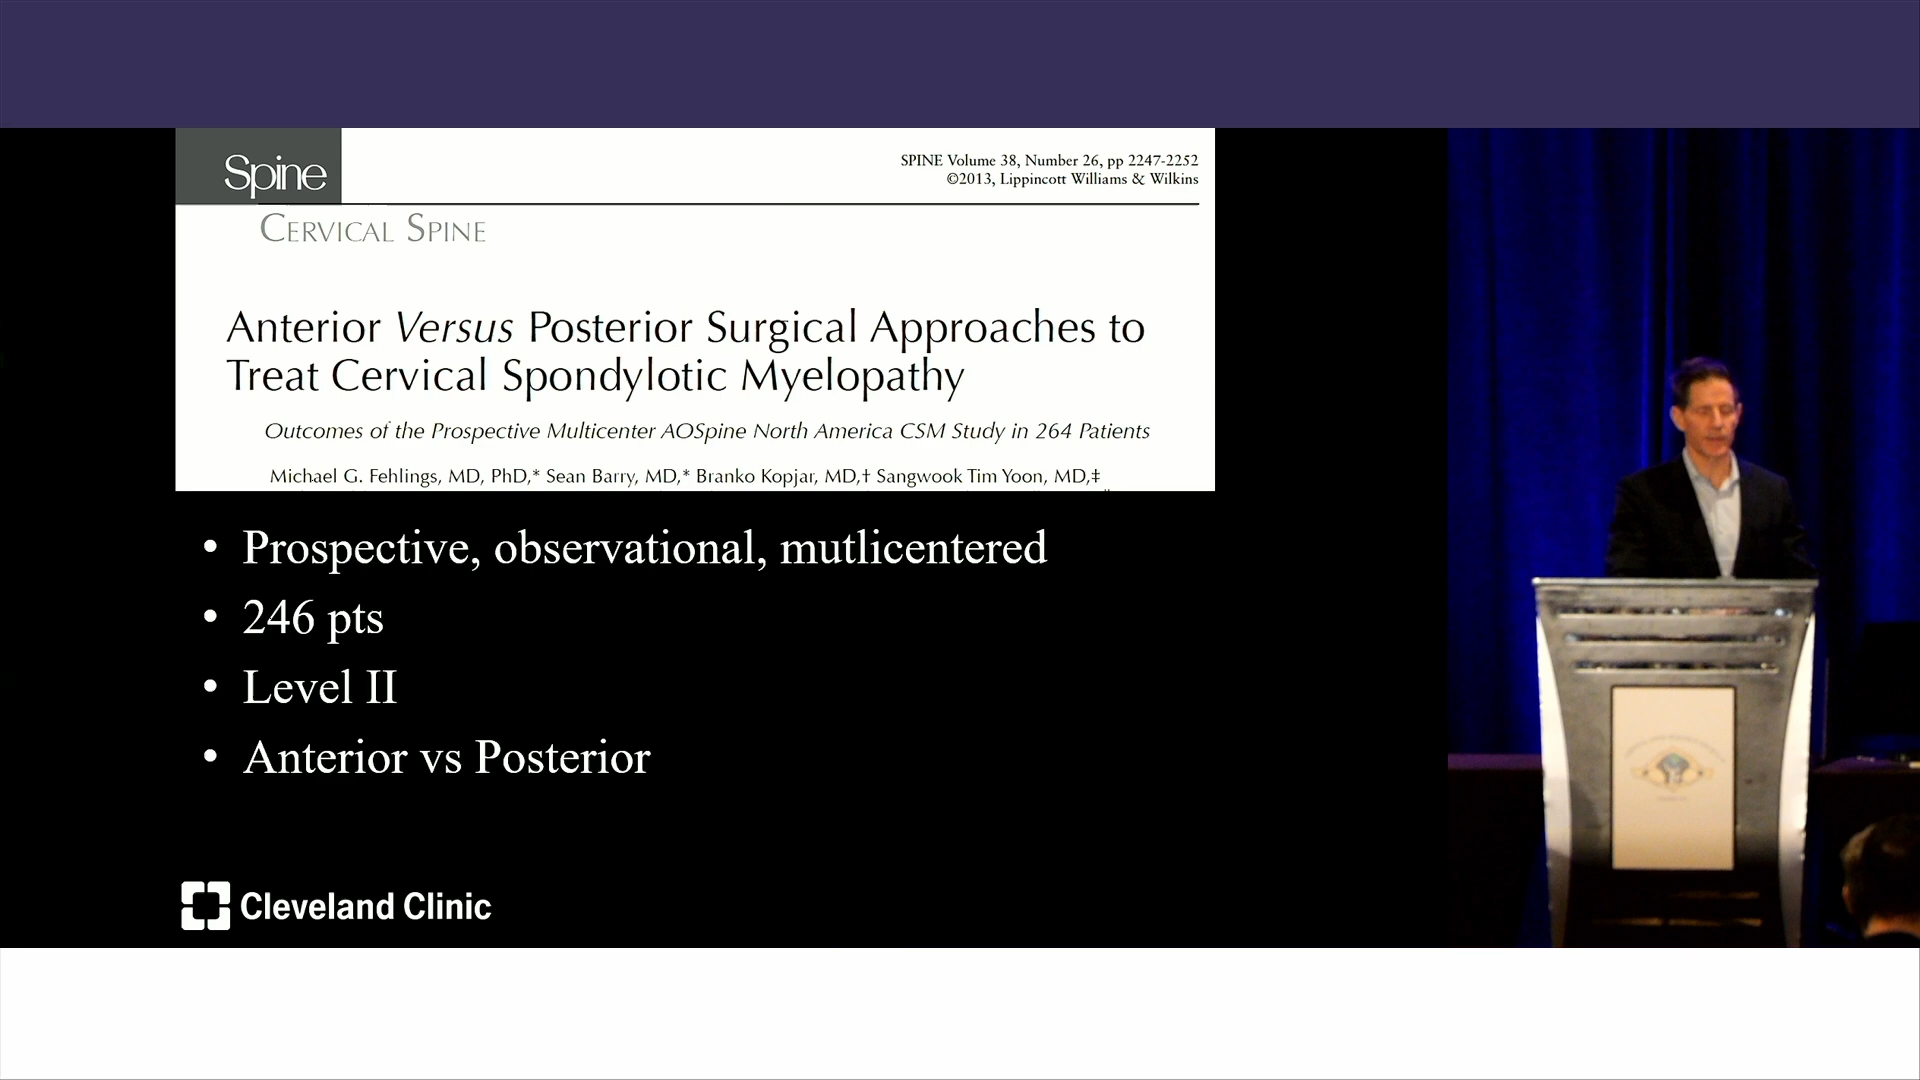 Spine
SPINE Volume 38, Number 26, pp 2247-2252
©2013, Lippincott Williams & Wilkins
CERVICAL SPINE
Anterior Versus Posterior Surgical Approaches to
Treat Cervical Spondylotic Myelopathy
Outcomes of the Prospective Multicenter AOSpine North America CSM Study in 264 Patients
Michael G. Fehlings, MD, PhD,* Sean Barry, MD,* Branko Kopjar, MD,† Sangwook Tim Yoon, MD,‡
• Prospective, observational, mutlicentered
• 246 pts
• Level II
• Anterior vs Posterior
Cleveland Clinic